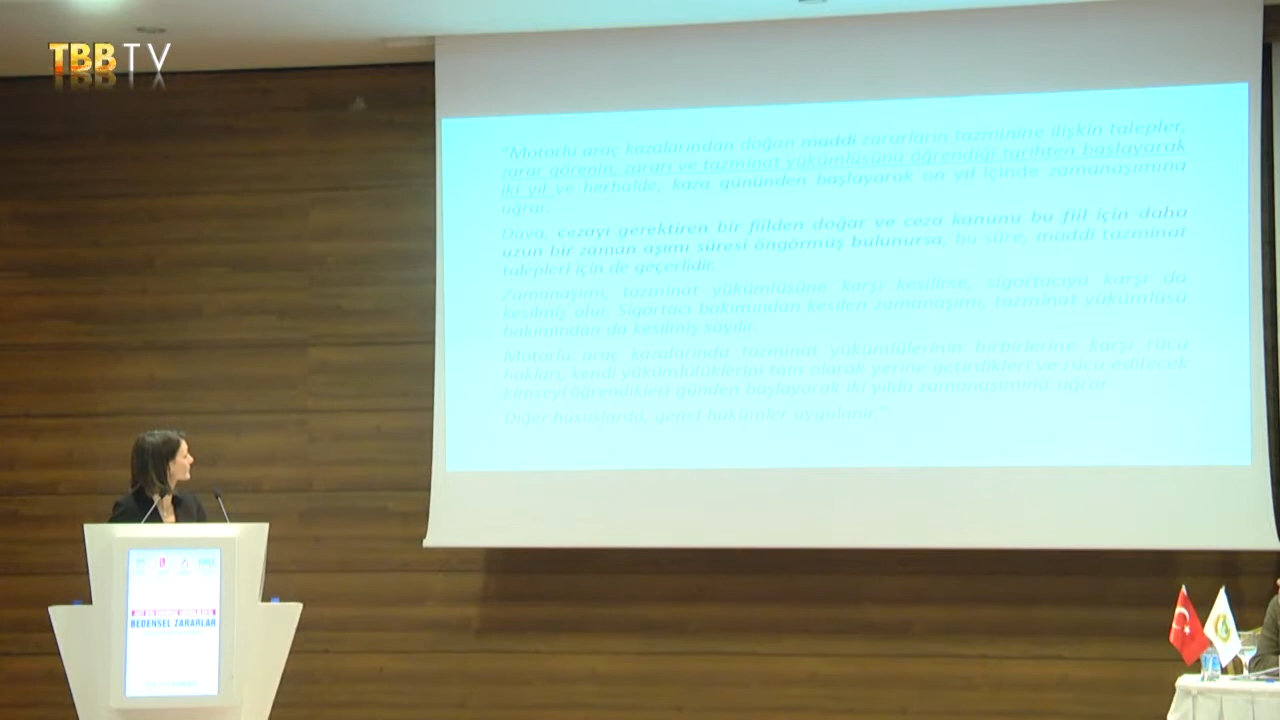 TBB TV
"Motorlu araç kazalarından doğan maddi zararların tazminine ilişkin talepler,
zarar görenin, zararı ve tazminat yükümlüsünü öğrendiği tarihten başlayarak
iki yıl ve herhalde, kaza gününden başlayarak on yıl içinde zamanaşımına
uğrar.
Dava, cezayı gerektiren bir fiilden doğar ve ceza kanunu bu fiil için daha
uzun bir zaman aşımı süresi öngörmüş bulunursa, bu süre, maddi tazminat
talepleri için de geçerlidir.
Zamanaşımı, tazminat yükümlüsüne karşı kesilirse, sigortacıya karşı da
kesilmiş olur. Sigortacı bakımından kesilen zamanaşımı, tazminat yükümlüsü
bakımından da kesilmiş sayılır.
Motorlu araç kazalarında tazminat yükümlülerinin birbirlerine karşı rücu
hakları, kendi yükümlülüklerini tam olarak yerine getirdikleri ve rücu edilecek
kimseyi öğrendikleri günden başlayarak iki yılda zamanaşımına uğrar.
Diğer hususlarda, genel hükümler uygulanır."
BEDENSEL ZARARLAR